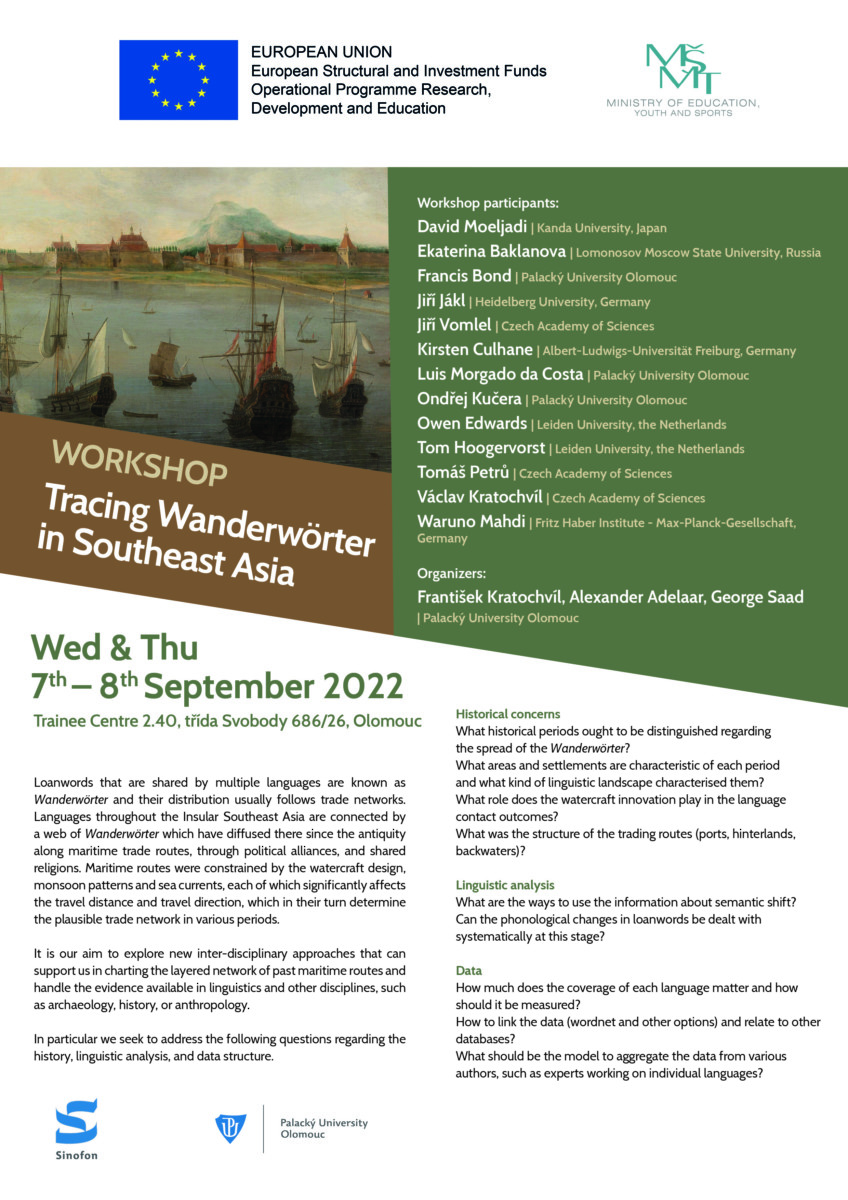 EUROPEAN UNION
European Structural and Investment Funds
Operational Programme Research,
Development and Education
MŠMT
MINISTRY OF EDUCATION,
YOUTH AND SPORTS
WORKSHOP
Tracing Wanderwörter
in Southeast Asia
Workshop participants:
David Moeljadi | Kanda University, Japan
Ekaterina Baklanova | Lomonosov Moscow State University, Russia
Francis Bond | Palacký University Olomouc
Jiří Jákl | Heidelberg University, Germany
Jiří Vomlel | Czech Academy of Sciences
Kirsten Culhane | Albert-Ludwigs-Universität Freiburg, Germany
Luis Morgado da Costa | Palacký University Olomouc
Ondřej Kučera | Palacký University Olomouc
Owen Edwards | Leiden University, the Netherlands
Tom Hoogervorst | Leiden University, the Netherlands
Tomáš Petrů | Czech Academy of Sciences
Václav Kratochvíl | Czech Academy of Sciences
Waruno Mahdi | Fritz Haber Institute - Max-Planck-Gesellschaft,
Germany
Organizers:
František Kratochvíl, Alexander Adelaar, George Saad
| Palacký University Olomouc
Wed & Thu
7th – 8th September 2022
Trainee Centre 2.40, třída Svobody 686/26, Olomouc
Loanwords that are shared by multiple languages are known as
Wanderwörter and their distribution usually follows trade networks.
Languages throughout the Insular Southeast Asia are connected by
a web of Wanderwörter which have diffused there since the antiquity
along maritime trade routes, through political alliances, and shared
religions. Maritime routes were constrained by the watercraft design,
monsoon patterns and sea currents, each of which significantly affects
the travel distance and travel direction, which in their turn determine
the plausible trade network in various periods.
It is our aim to explore new inter-disciplinary approaches that can
support us in charting the layered network of past maritime routes and
handle the evidence available in linguistics and other disciplines, such
as archaeology, history, or anthropology.
In particular we seek to address the following questions regarding the
history, linguistic analysis, and data structure.
Historical concerns
What historical periods ought to be distinguished regarding
the spread of the Wanderwörter?
What areas and settlements are characteristic of each period
and what kind of linguistic landscape characterised them?
What role does the watercraft innovation play in the language
contact outcomes?
What was the structure of the trading routes (ports, hinterlands,
backwaters)?
Linguistic analysis
What are the ways to use the information about semantic shift?
Can the phonological changes in loanwords be dealt with
systematically at this stage?
Data
How much does the coverage of each language matter and how
should it be measured?
How to link the data (wordnet and other options) and relate to other
databases?
What should be the model to aggregate the data from various
authors, such as experts working on individual languages?
Sinofon
Palacký University
Olomouc